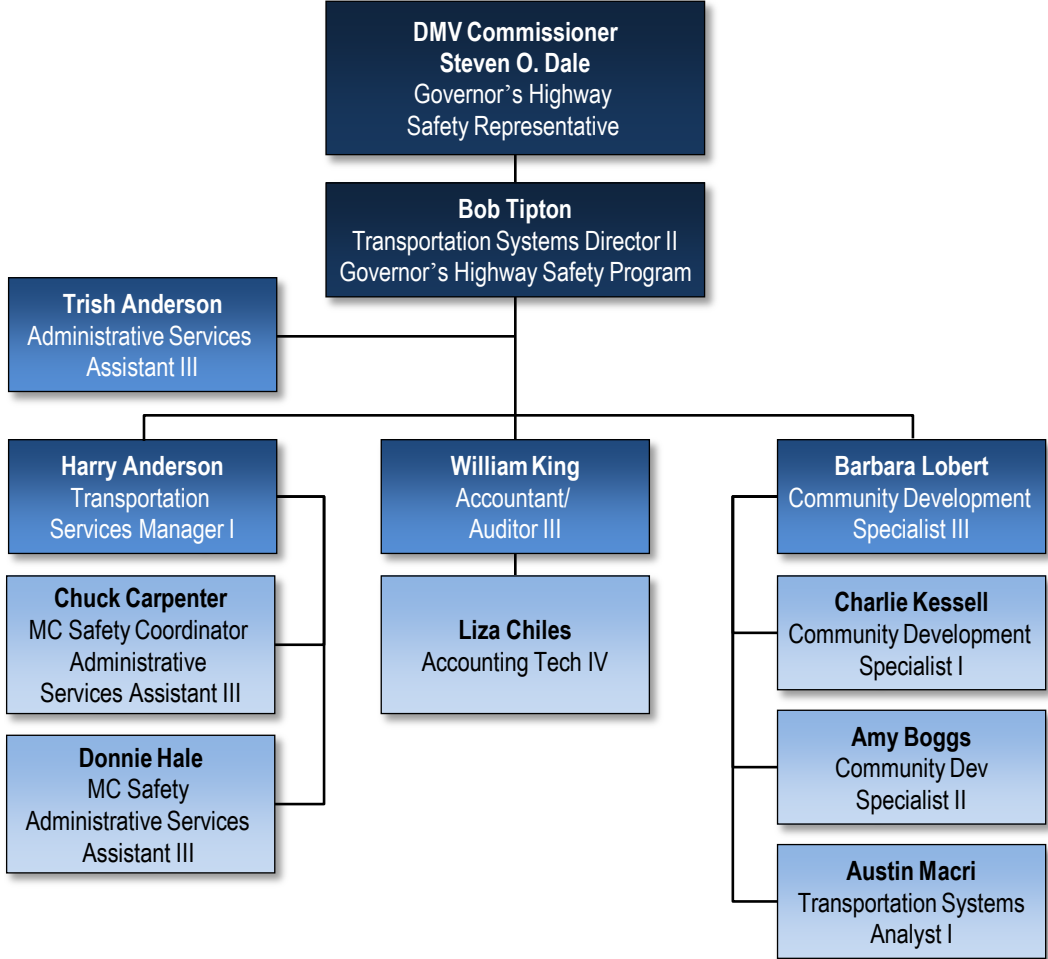 DMV Commissioner
Steven O. Dale
Governor’s Highway
Safety Representative
Bob Tipton
Transportation Systems Director II
Governor’s Highway Safety Program
Trish Anderson
Administrative Services
Assistant III
Harry Anderson
Transportation
Services Manager I
William King
Accountant/
Auditor III
Barbara Lobert
Community Development
Specialist III
Chuck Carpenter
MC Safety Coordinator
Administrative
Services Assistant III
Liza Chiles
Accounting Tech IV
Charlie Kessell
Community Development
Specialist I
Donnie Hale
MC Safety
Administrative Services
Assistant III
Amy Boggs
Community Dev
Specialist II
Austin Macri
Transportation Systems
Analyst I